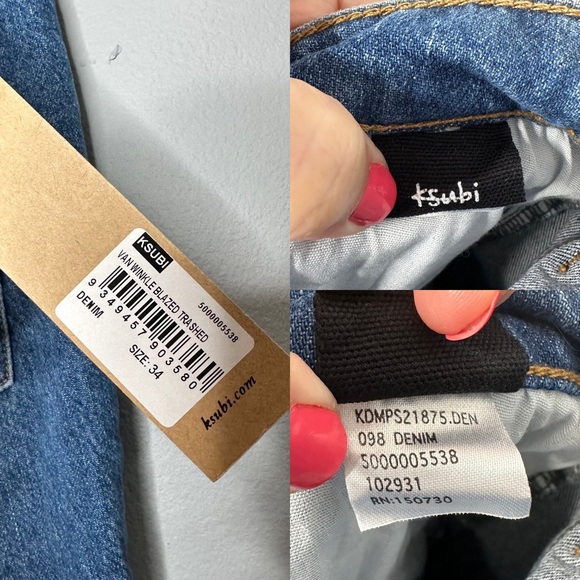 KSUBI
VAN WINKLE BLAZED TRASHED
5000005538
9 349457 903580
DENIM
SIZE: 34
ksubi.com
ksubi
KDMPS21875.DEN
098 DENIM
5000005538
102931
RN:150730